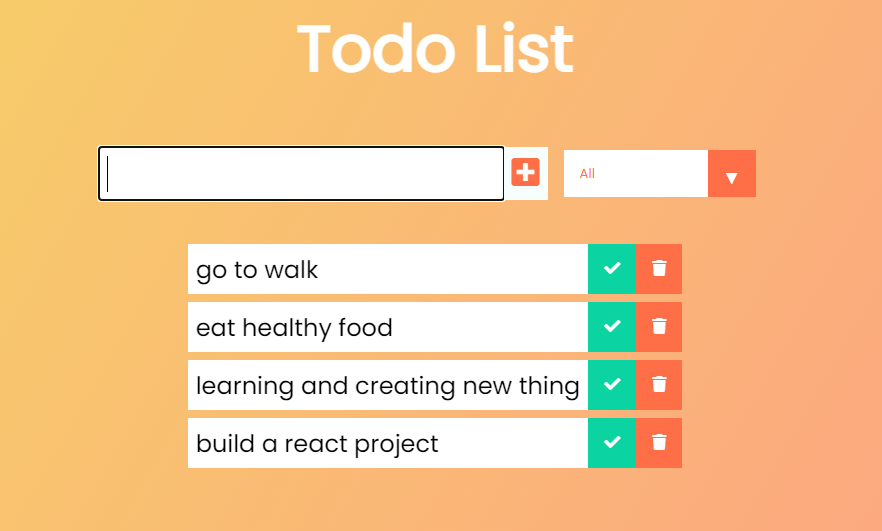 Todo List
All
go to walk
eat healthy food
learning and creating new thing
build a react project